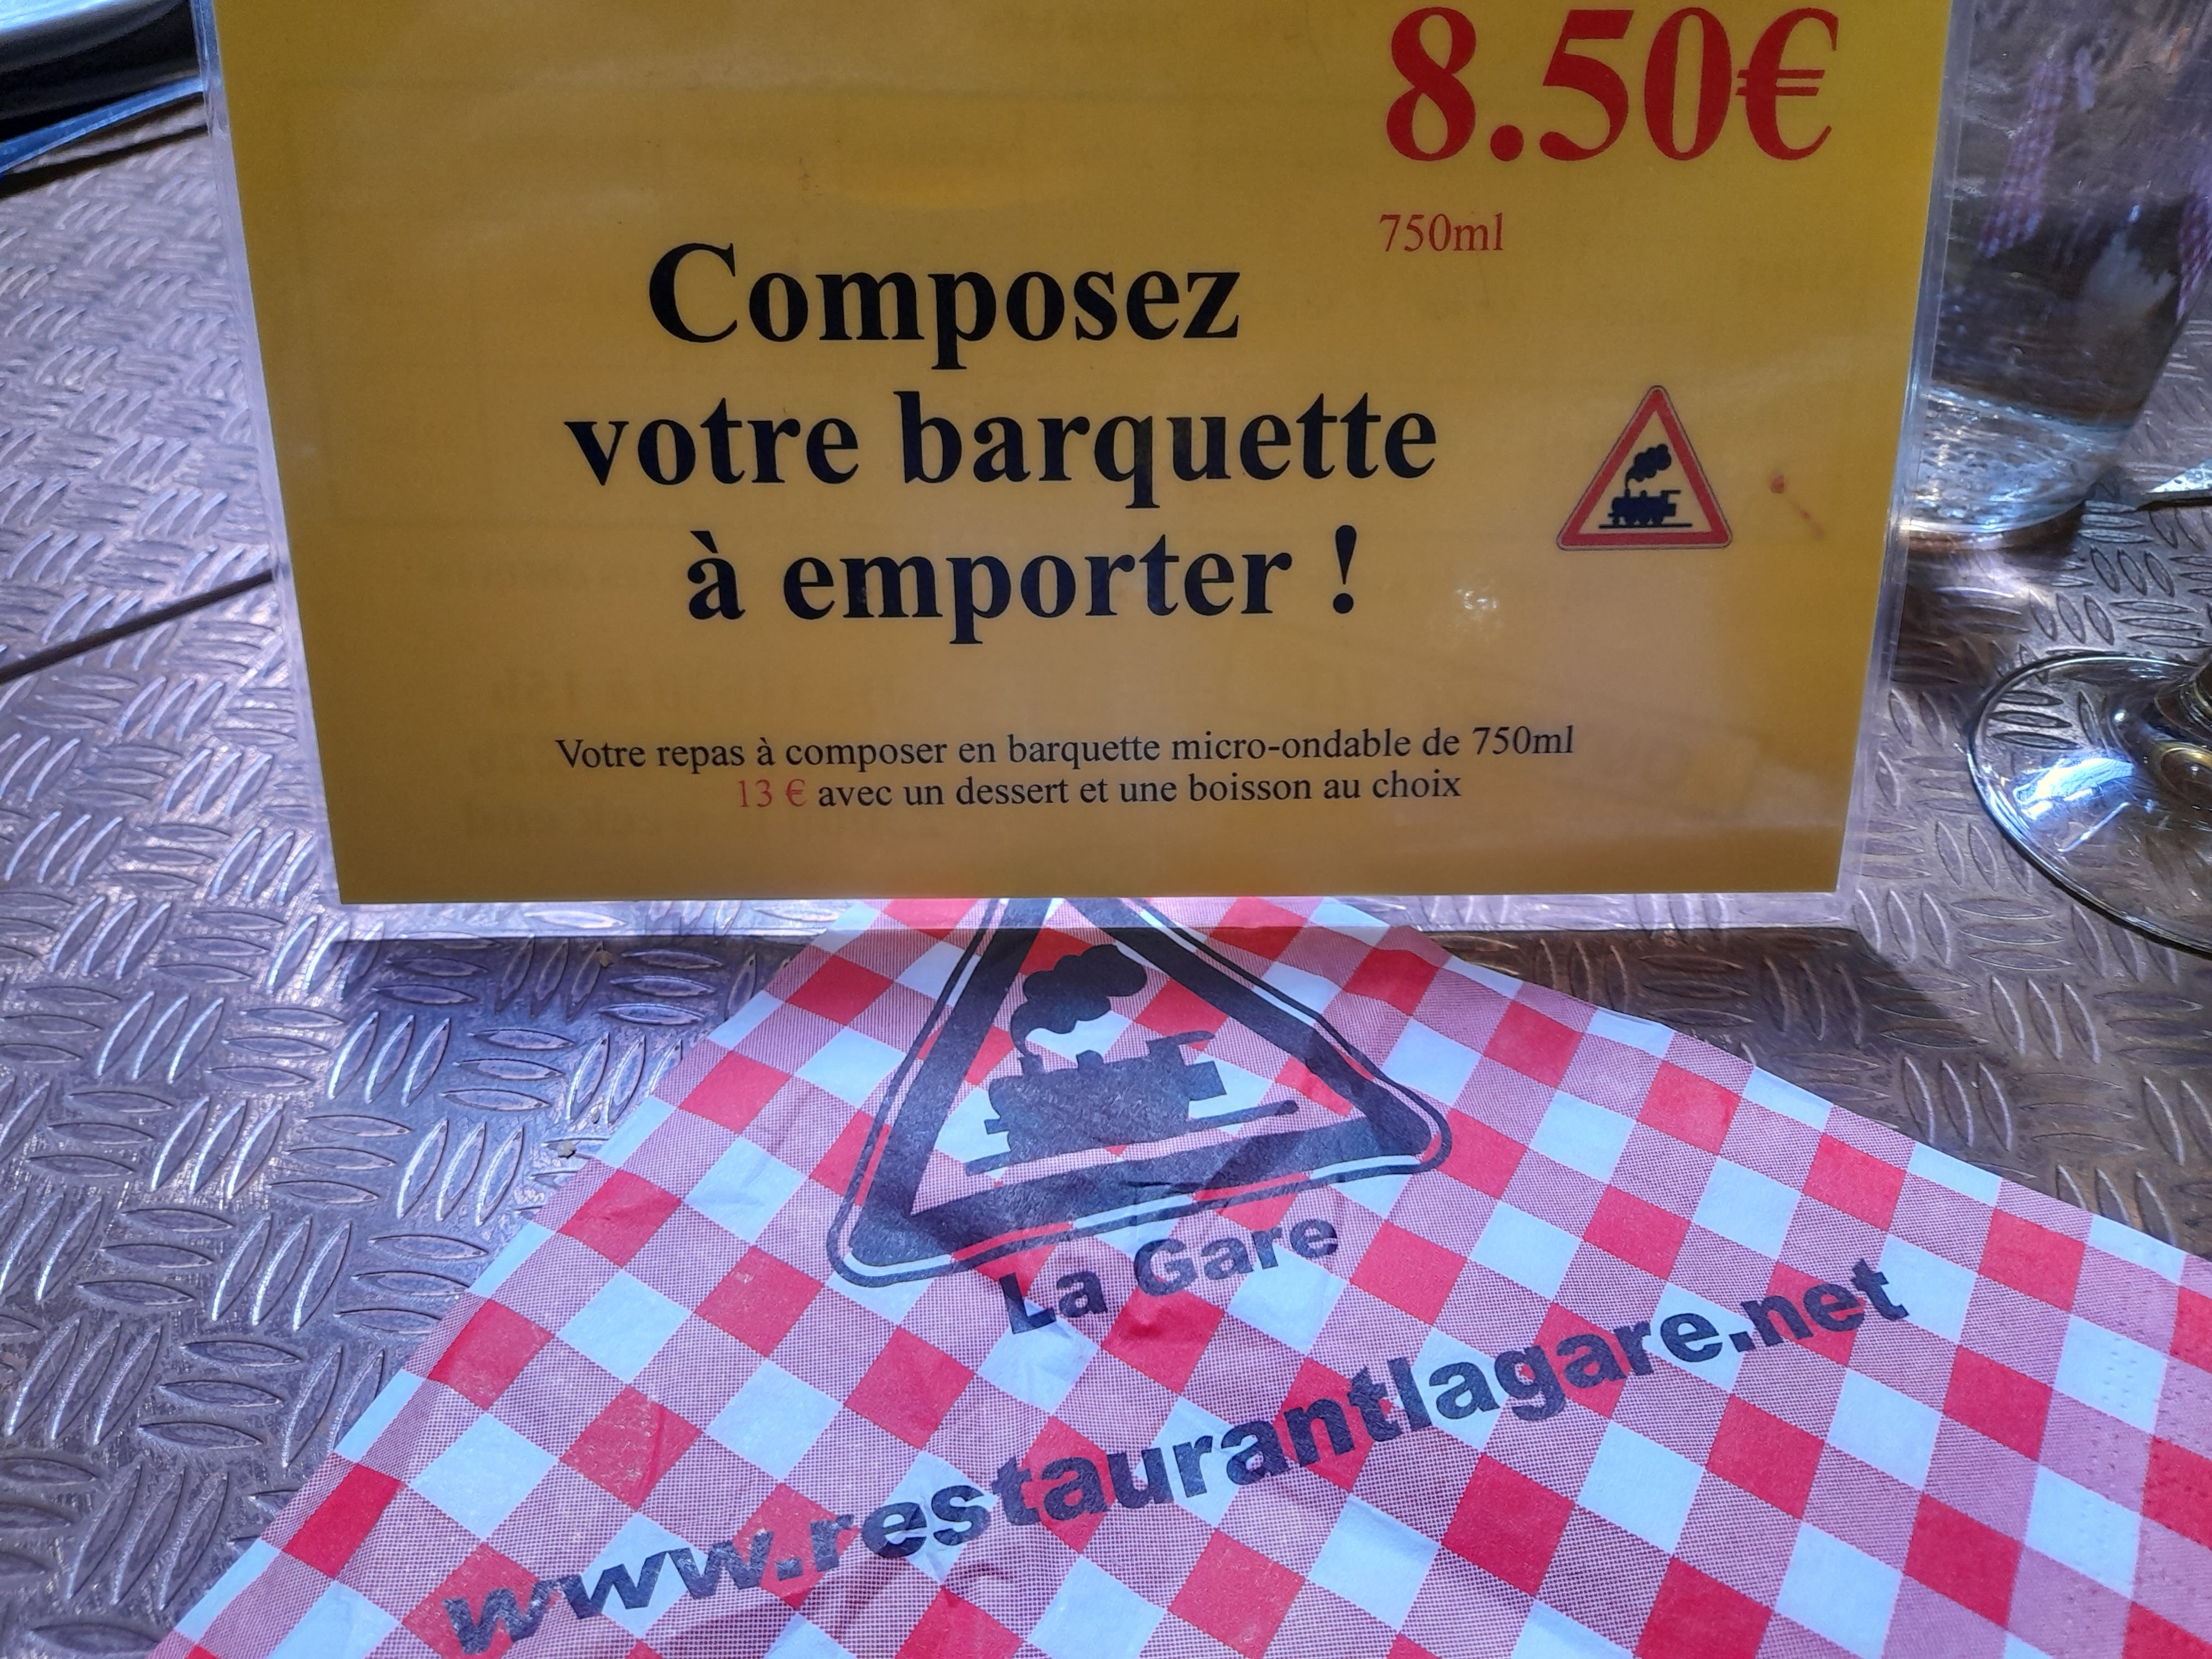 8.50€
750ml
Composez
votre barquette
à emporter !
Votre repas à composer en barquette micro-ondable de 750ml
13 € avec un dessert et une boisson au choix
La Gare
www.restaurantlagare.net